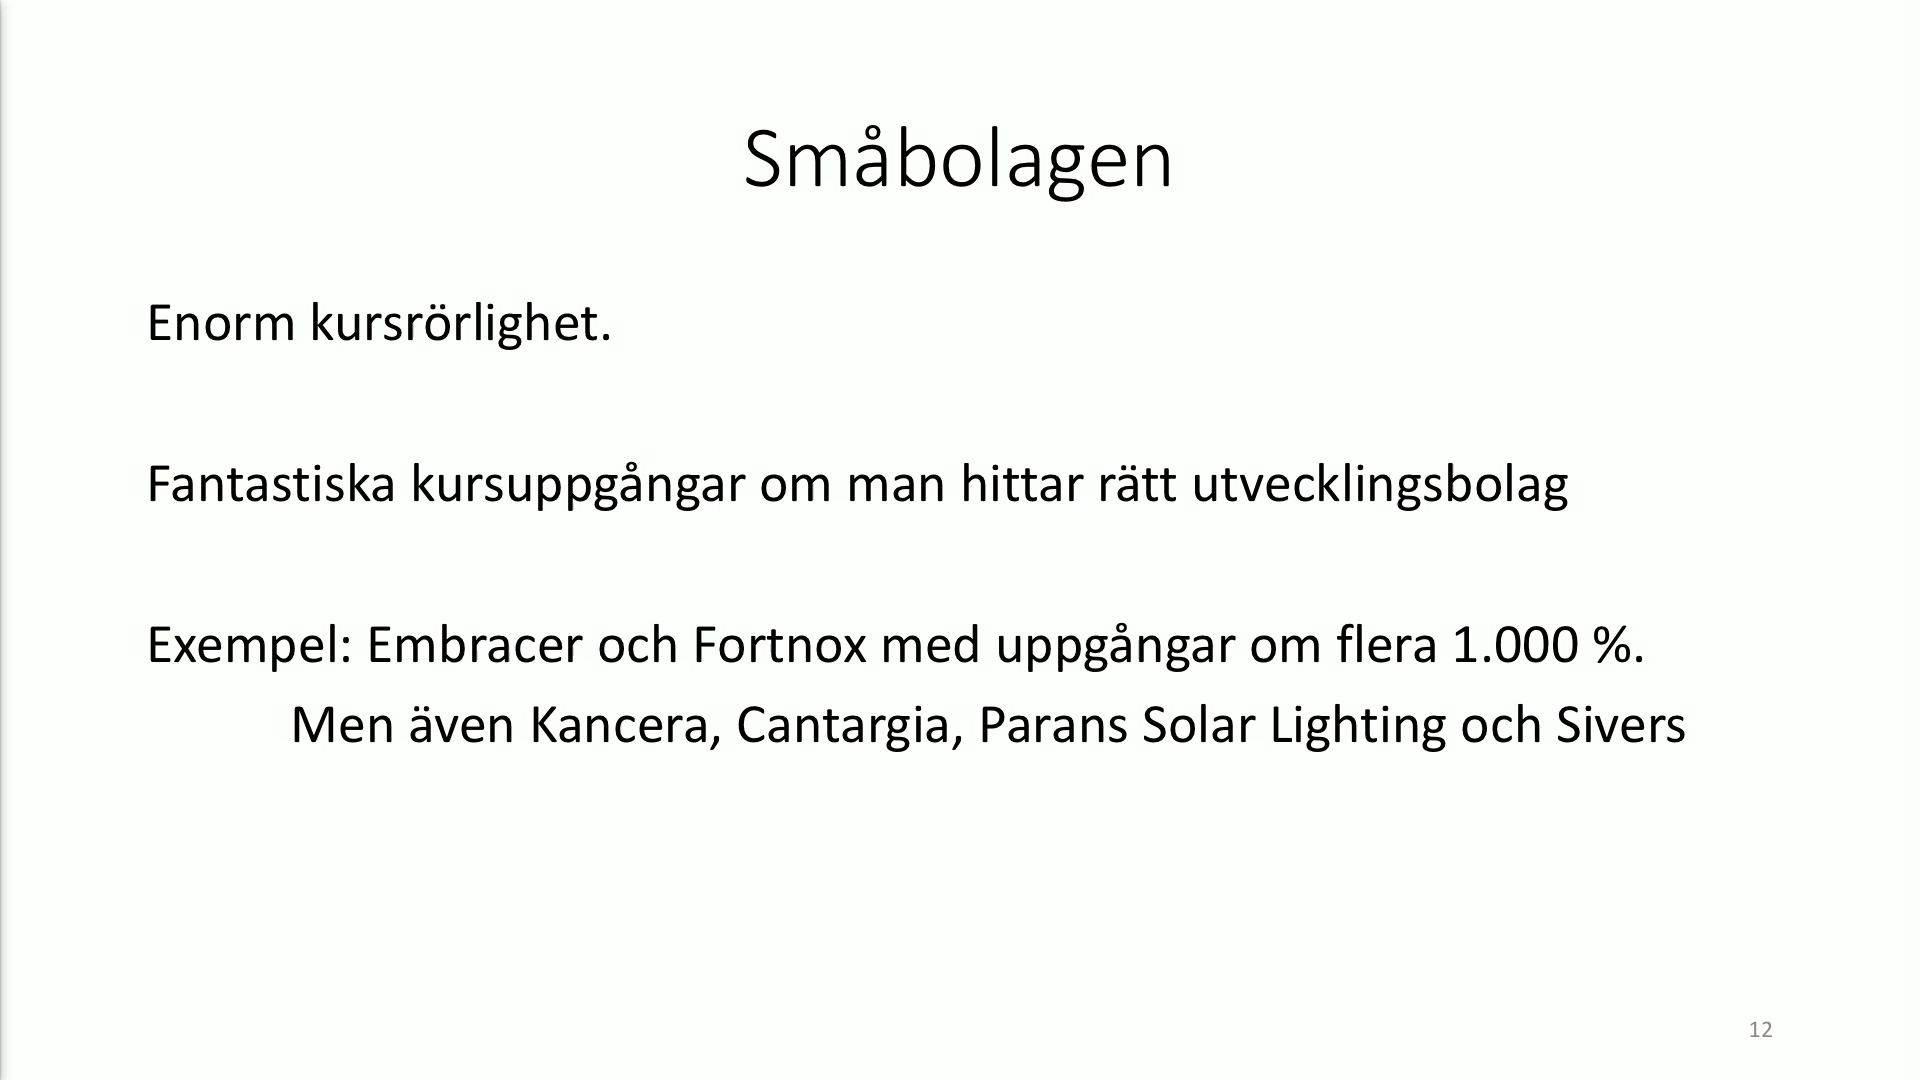 Småbolagen
Enorm kursrörlighet.
Fantastiska kursuppgångar om man hittar rätt utvecklingsbolag
Exempel: Embracer och Fortnox med uppgångar om flera 1.000 %.
Men även Kancera, Cantargia, Parans Solar Lighting och Sivers
12